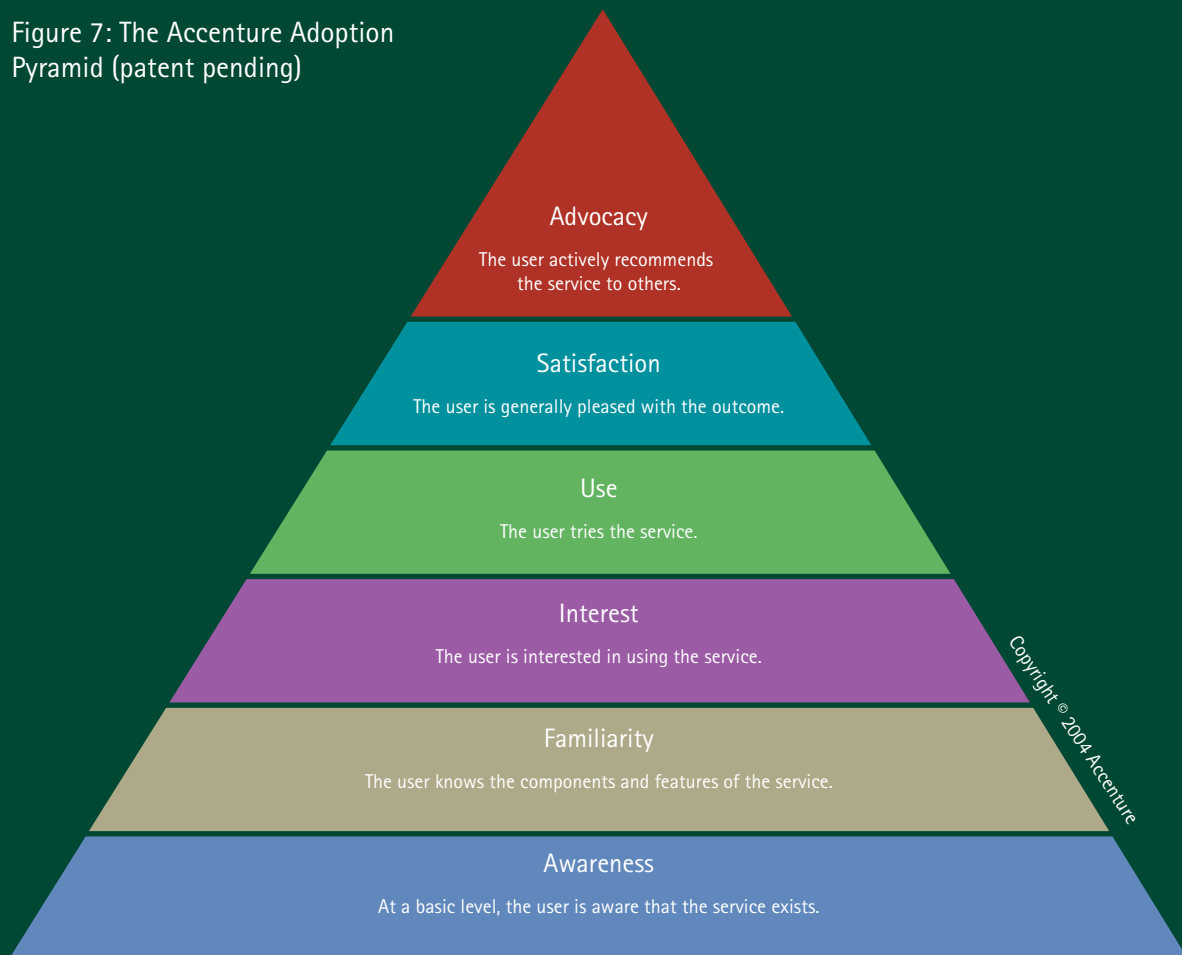 Figure 7: The Accenture Adoption
Pyramid (patent pending)
Advocacy
The user actively recommends
the service to others.
Satisfaction
The user is generally pleased with the outcome.
Use
The user tries the service.
Interest
The user is interested in using the service.
Familiarity
The user knows the components and features of the service.
Awareness
At a basic level, the user is aware that the service exists.
Copyright © 2004 Accenture